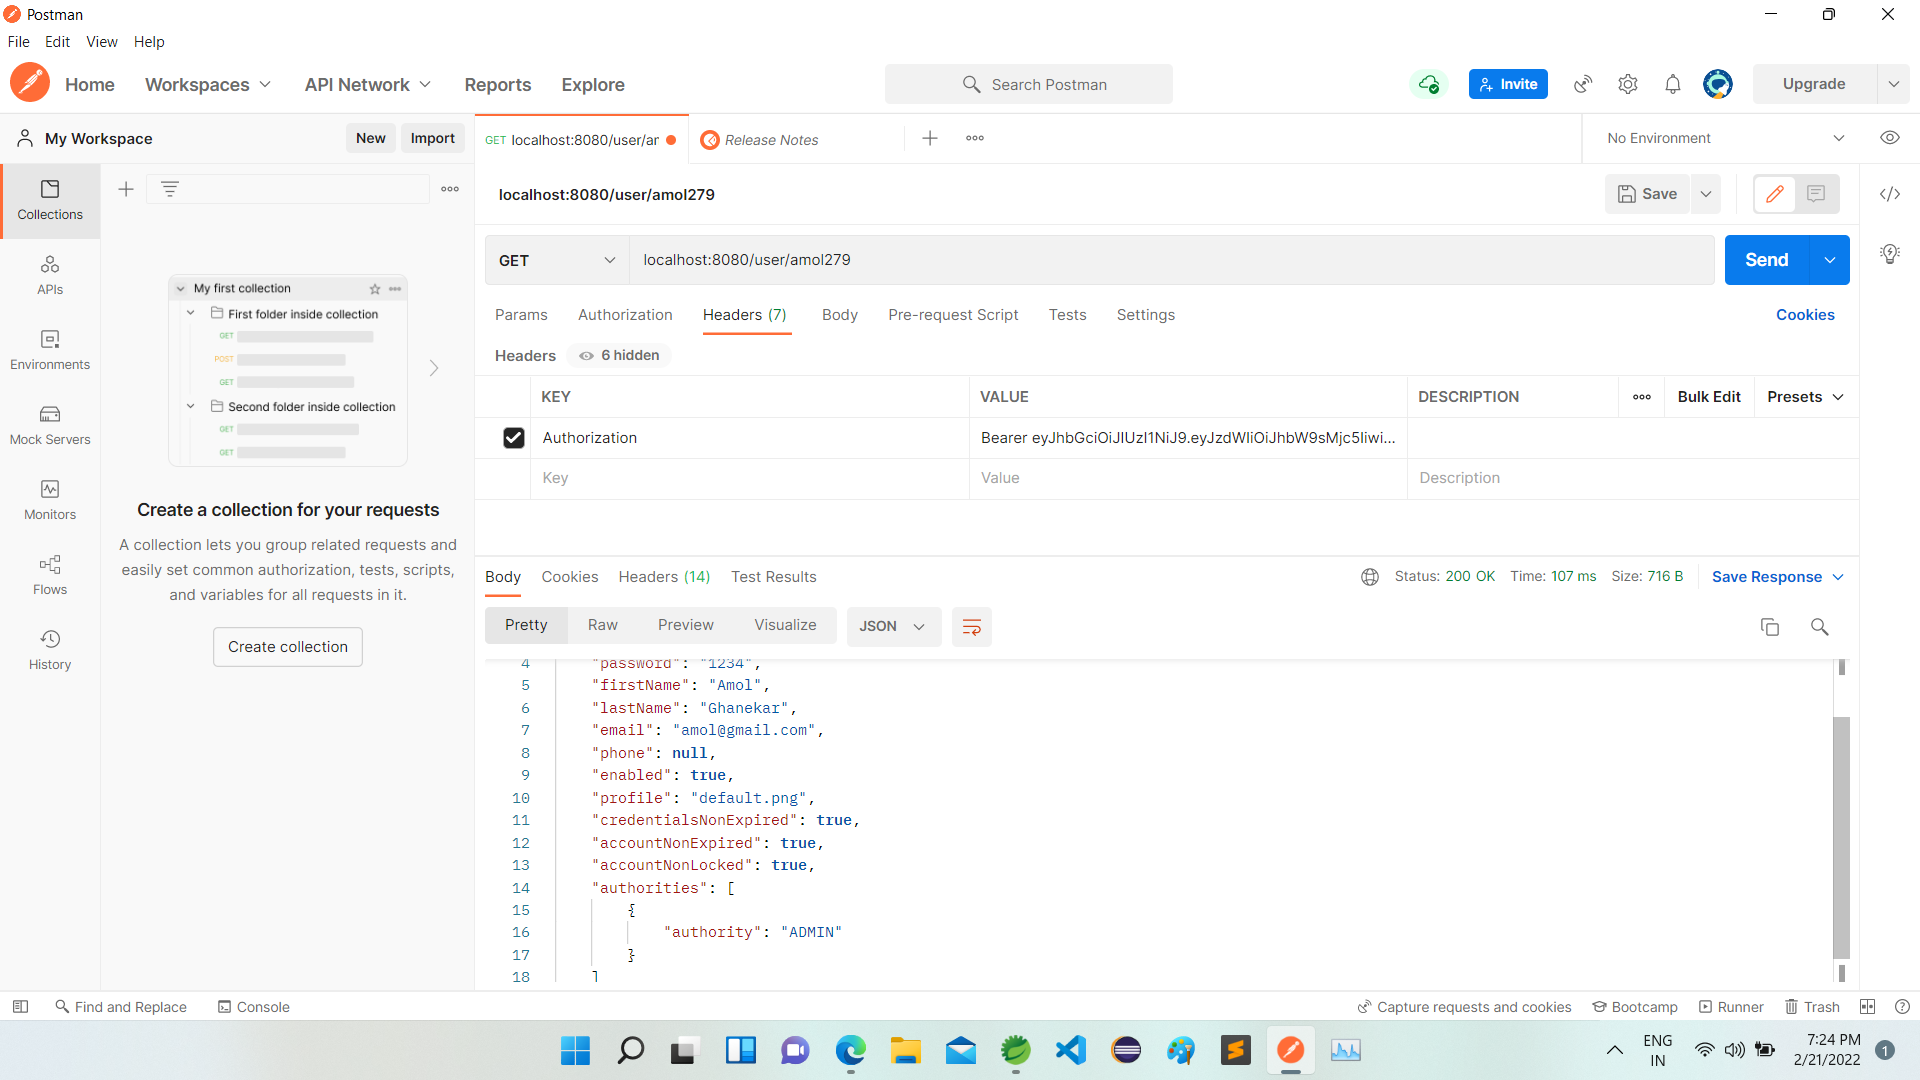 Postman
File Edit View Help
Home Workspaces API Network Reports Explore
Search Postman
Invite
Upgrade
My Workspace
New Import
GET localhost:8080/user/ar
Release Notes
No Environment
Collections
APIs
Environments
Mock Servers
Monitors
Flows
History
My first collection
First folder inside collection
GET
POST
GET
Second folder inside collection
GET
GET
Create a collection for your requests
A collection lets you group related requests and
easily set common authorization, tests, scripts,
and variables for all requests in it.
Create collection
localhost:8080/user/amol279
Save
GET localhost:8080/user/amol279
Send
Params Authorization Headers (7) Body Pre-request Script Tests Settings
Cookies
Headers 6 hidden
KEY VALUE DESCRIPTION Bulk Edit Presets
Authorization Bearer eyJhbGciOiJIUzI1NiJ9.eyJzdWIiOiJhbW9sMjc5Iiwi...
Key Value Description
Body Cookies Headers (14) Test Results
Status: 200 OK Time: 107 ms Size: 716 B Save Response
Pretty Raw Preview Visualize JSON
4 "password": "1234",
5 "firstName": "Amol",
6 "lastName": "Ghanekar",
7 "email": "amol@gmail.com",
8 "phone": null,
9 "enabled": true,
10 "profile": "default.png",
11 "credentialsNonExpired": true,
12 "accountNonExpired": true,
13 "accountNonLocked": true,
14 "authorities": [
15 {
16 "authority": "ADMIN"
17 }
18 ]
Find and Replace Console
Capture requests and cookies Bootcamp Runner Trash
ENG
IN
7:24 PM
2/21/2022
1